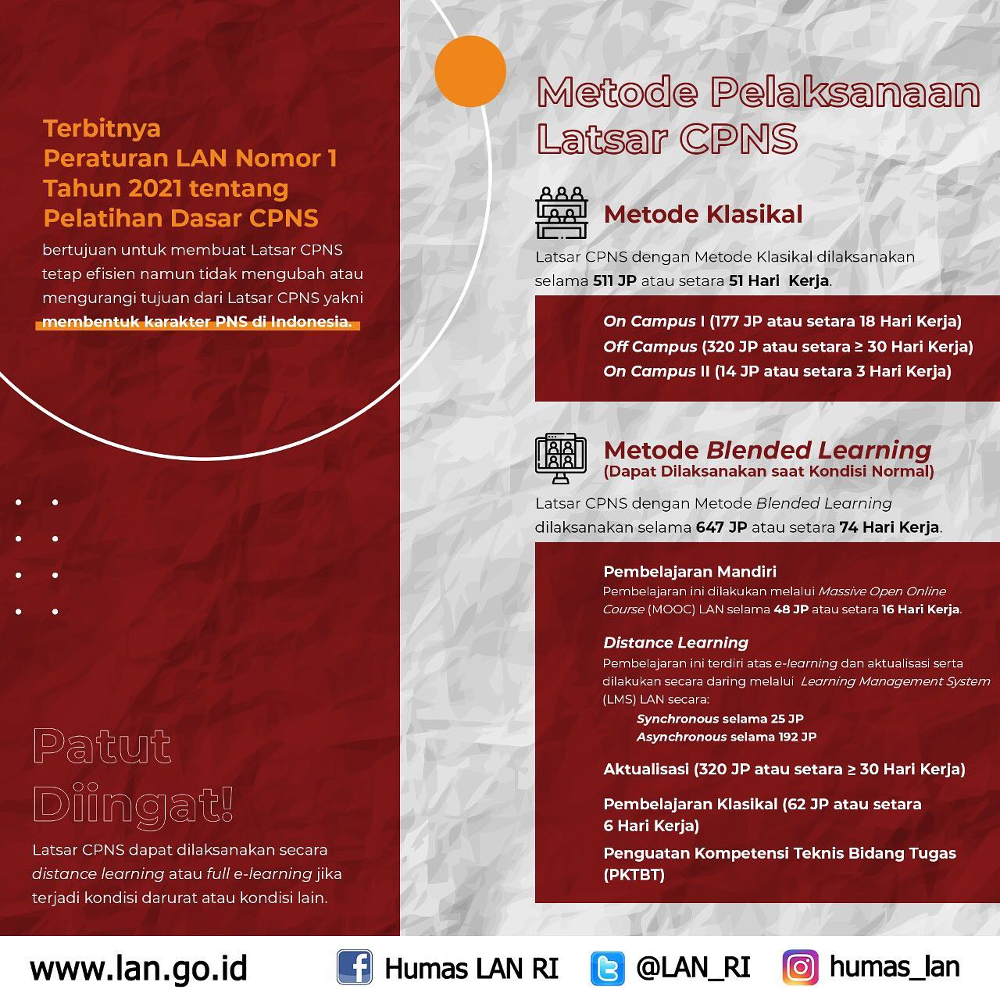 Terbitnya
Peraturan LAN Nomor 1
Tahun 2021 tentang
Pelatihan Dasar CPNS
bertujuan untuk membuat Latsar CPNS
tetap efisien namun tidak mengubah atau
mengurangi tujuan dari Latsar CPNS yakni
membentuk karakter PNS di Indonesia.
Patut
Diingat!
Latsar CPNS dapat dilaksanakan secara
distance learning atau full e-learning jika
terjadi kondisi darurat atau kondisi lain.
Metode Pelaksanaan
Latsar CPNS
Metode Klasikal
Latsar CPNS dengan Metode Klasikal dilaksanakan
selama 511 JP atau setara 51 Hari Kerja.
On Campus I (177 JP atau setara 18 Hari Kerja)
Off Campus (320 JP atau setara ≥ 30 Hari Kerja)
On Campus II (14 JP atau setara 3 Hari Kerja)
Metode Blended Learning
(Dapat Dilaksanakan saat Kondisi Normal)
Latsar CPNS dengan Metode Blended Learning
dilaksanakan selama 647 JP atau setara 74 Hari Kerja.
Pembelajaran Mandiri
Pembelajaran ini dilakukan melalui Massive Open Online
Course (MOOC) LAN selama 48 JP atau setara 16 Hari Kerja.
Distance Learning
Pembelajaran ini terdiri atas e-learning dan aktualisasi serta
dilakukan secara daring melalui Learning Management System
(LMS) LAN secara:
Synchronous selama 25 JP
Asynchronous selama 192 JP
Aktualisasi (320 JP atau setara ≥ 30 Hari Kerja)
Pembelajaran Klasikal (62 JP atau setara
6 Hari Kerja)
Penguatan Kompetensi Teknis Bidang Tugas
(PKTBT)
www.lan.go.id
Humas LAN RI
@LAN_RI
humas_lan